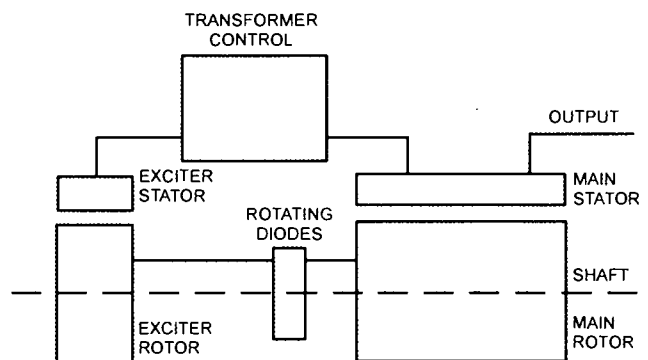 TRANSFORMER
CONTROL
OUTPUT
EXCITER
STATOR
MAIN
STATOR
ROTATING
DIODES
SHAFT
EXCITER
ROTOR
MAIN
ROTOR